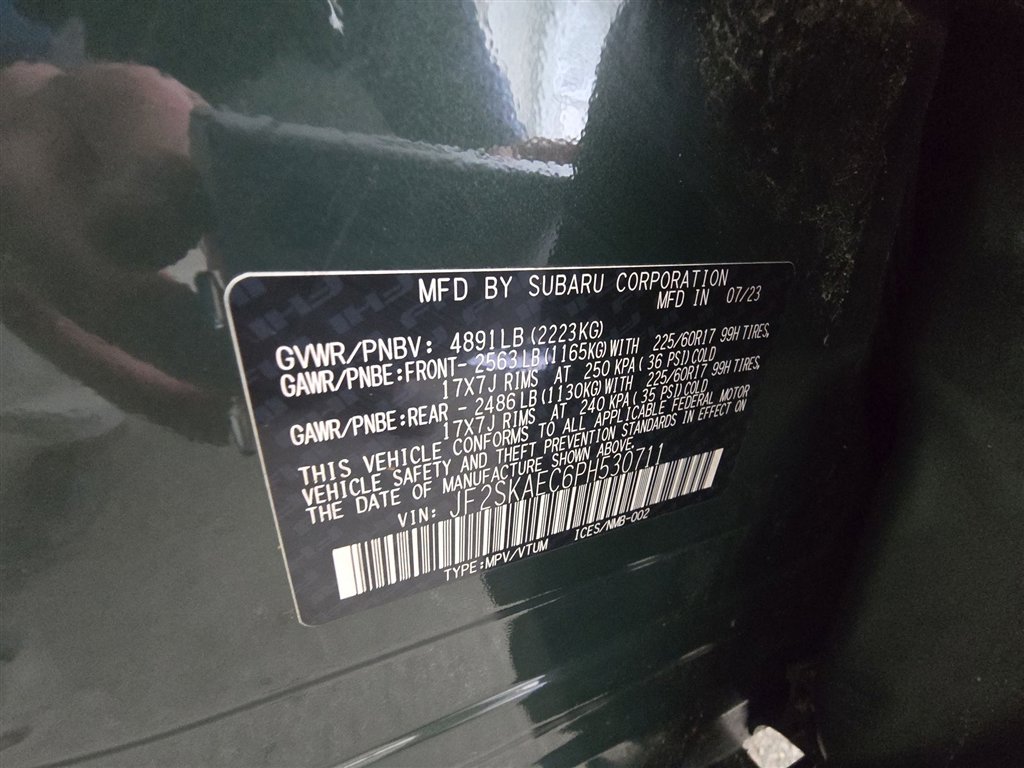 MFD BY SUBARU CORPORATION
MFD IN 07/23
GVWR/PNBV: 4891LB(2223KG)
GAWR/PNBE:FRONT- 2563LB(1165KG)WITH 225/60R17 99H TIRES,
17X7J RIMS AT 250 KPA( 36 PSI)COLD
GAWR/PNBE:REAR - 2486LB(1130KG)WITH 225/60R17 99H TIRES,
17X7J RIMS AT 240 KPA( 35 PSI)COLD
THIS VEHICLE CONFORMS TO ALL APPLICABLE FEDERAL MOTOR
VEHICLE SAFETY AND THEFT PREVENTION STANDARDS IN EFFECT ON
THE DATE OF MANUFACTURE SHOWN ABOVE.
VIN: JF2SKAEC6PH530711
TYPE:MPV/VTUM ICES/NMB-002